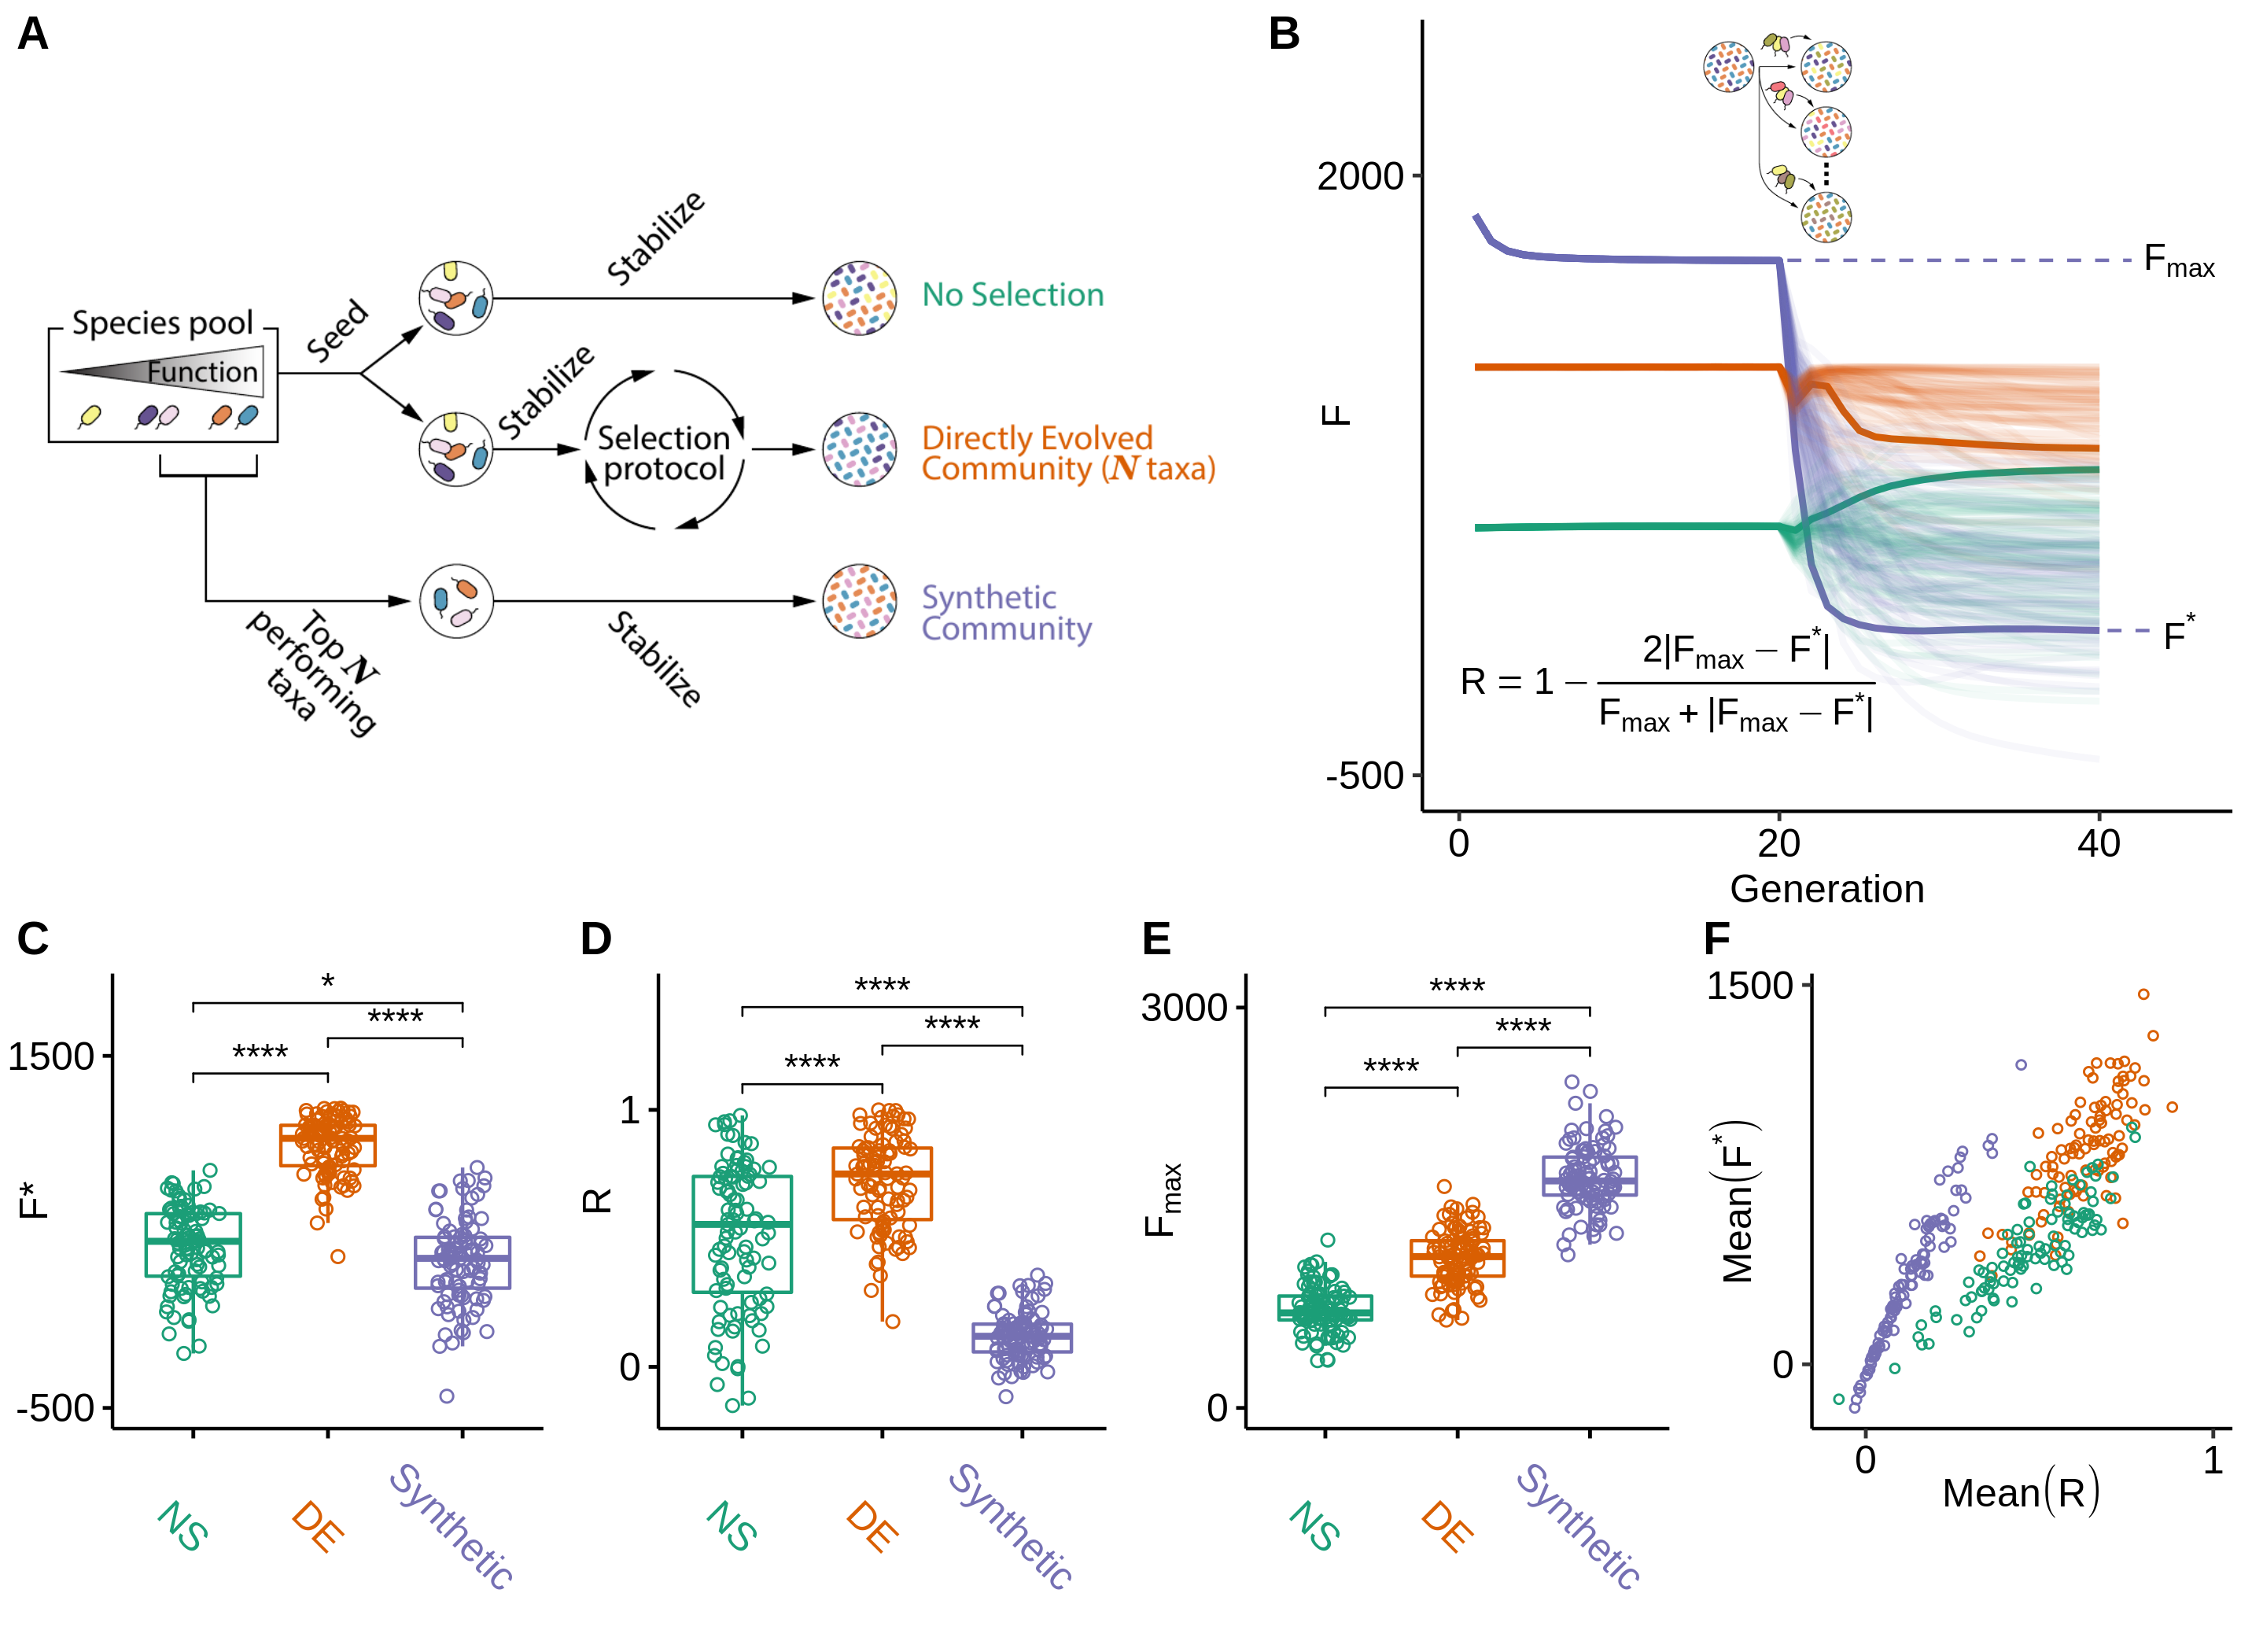 A
Species pool
Function
Seed
Stabilize
No Selection
Stabilize
Selection
protocol
Directly Evolved
Community (N taxa)
Top N
performing
taxa
Stabilize
Synthetic
Community
B
F
2000
-500
0
20
40
Generation
Fmax
F*
R = 1 − 2|Fmax − F*| / Fmax + |Fmax − F*|
C
F*
1500
-500
*
****
****
NS
DE
Synthetic
D
R
1
0
****
****
****
NS
DE
Synthetic
E
Fmax
3000
0
****
****
****
NS
DE
Synthetic
F
Mean(F*)
1500
0
0
1
Mean(R)